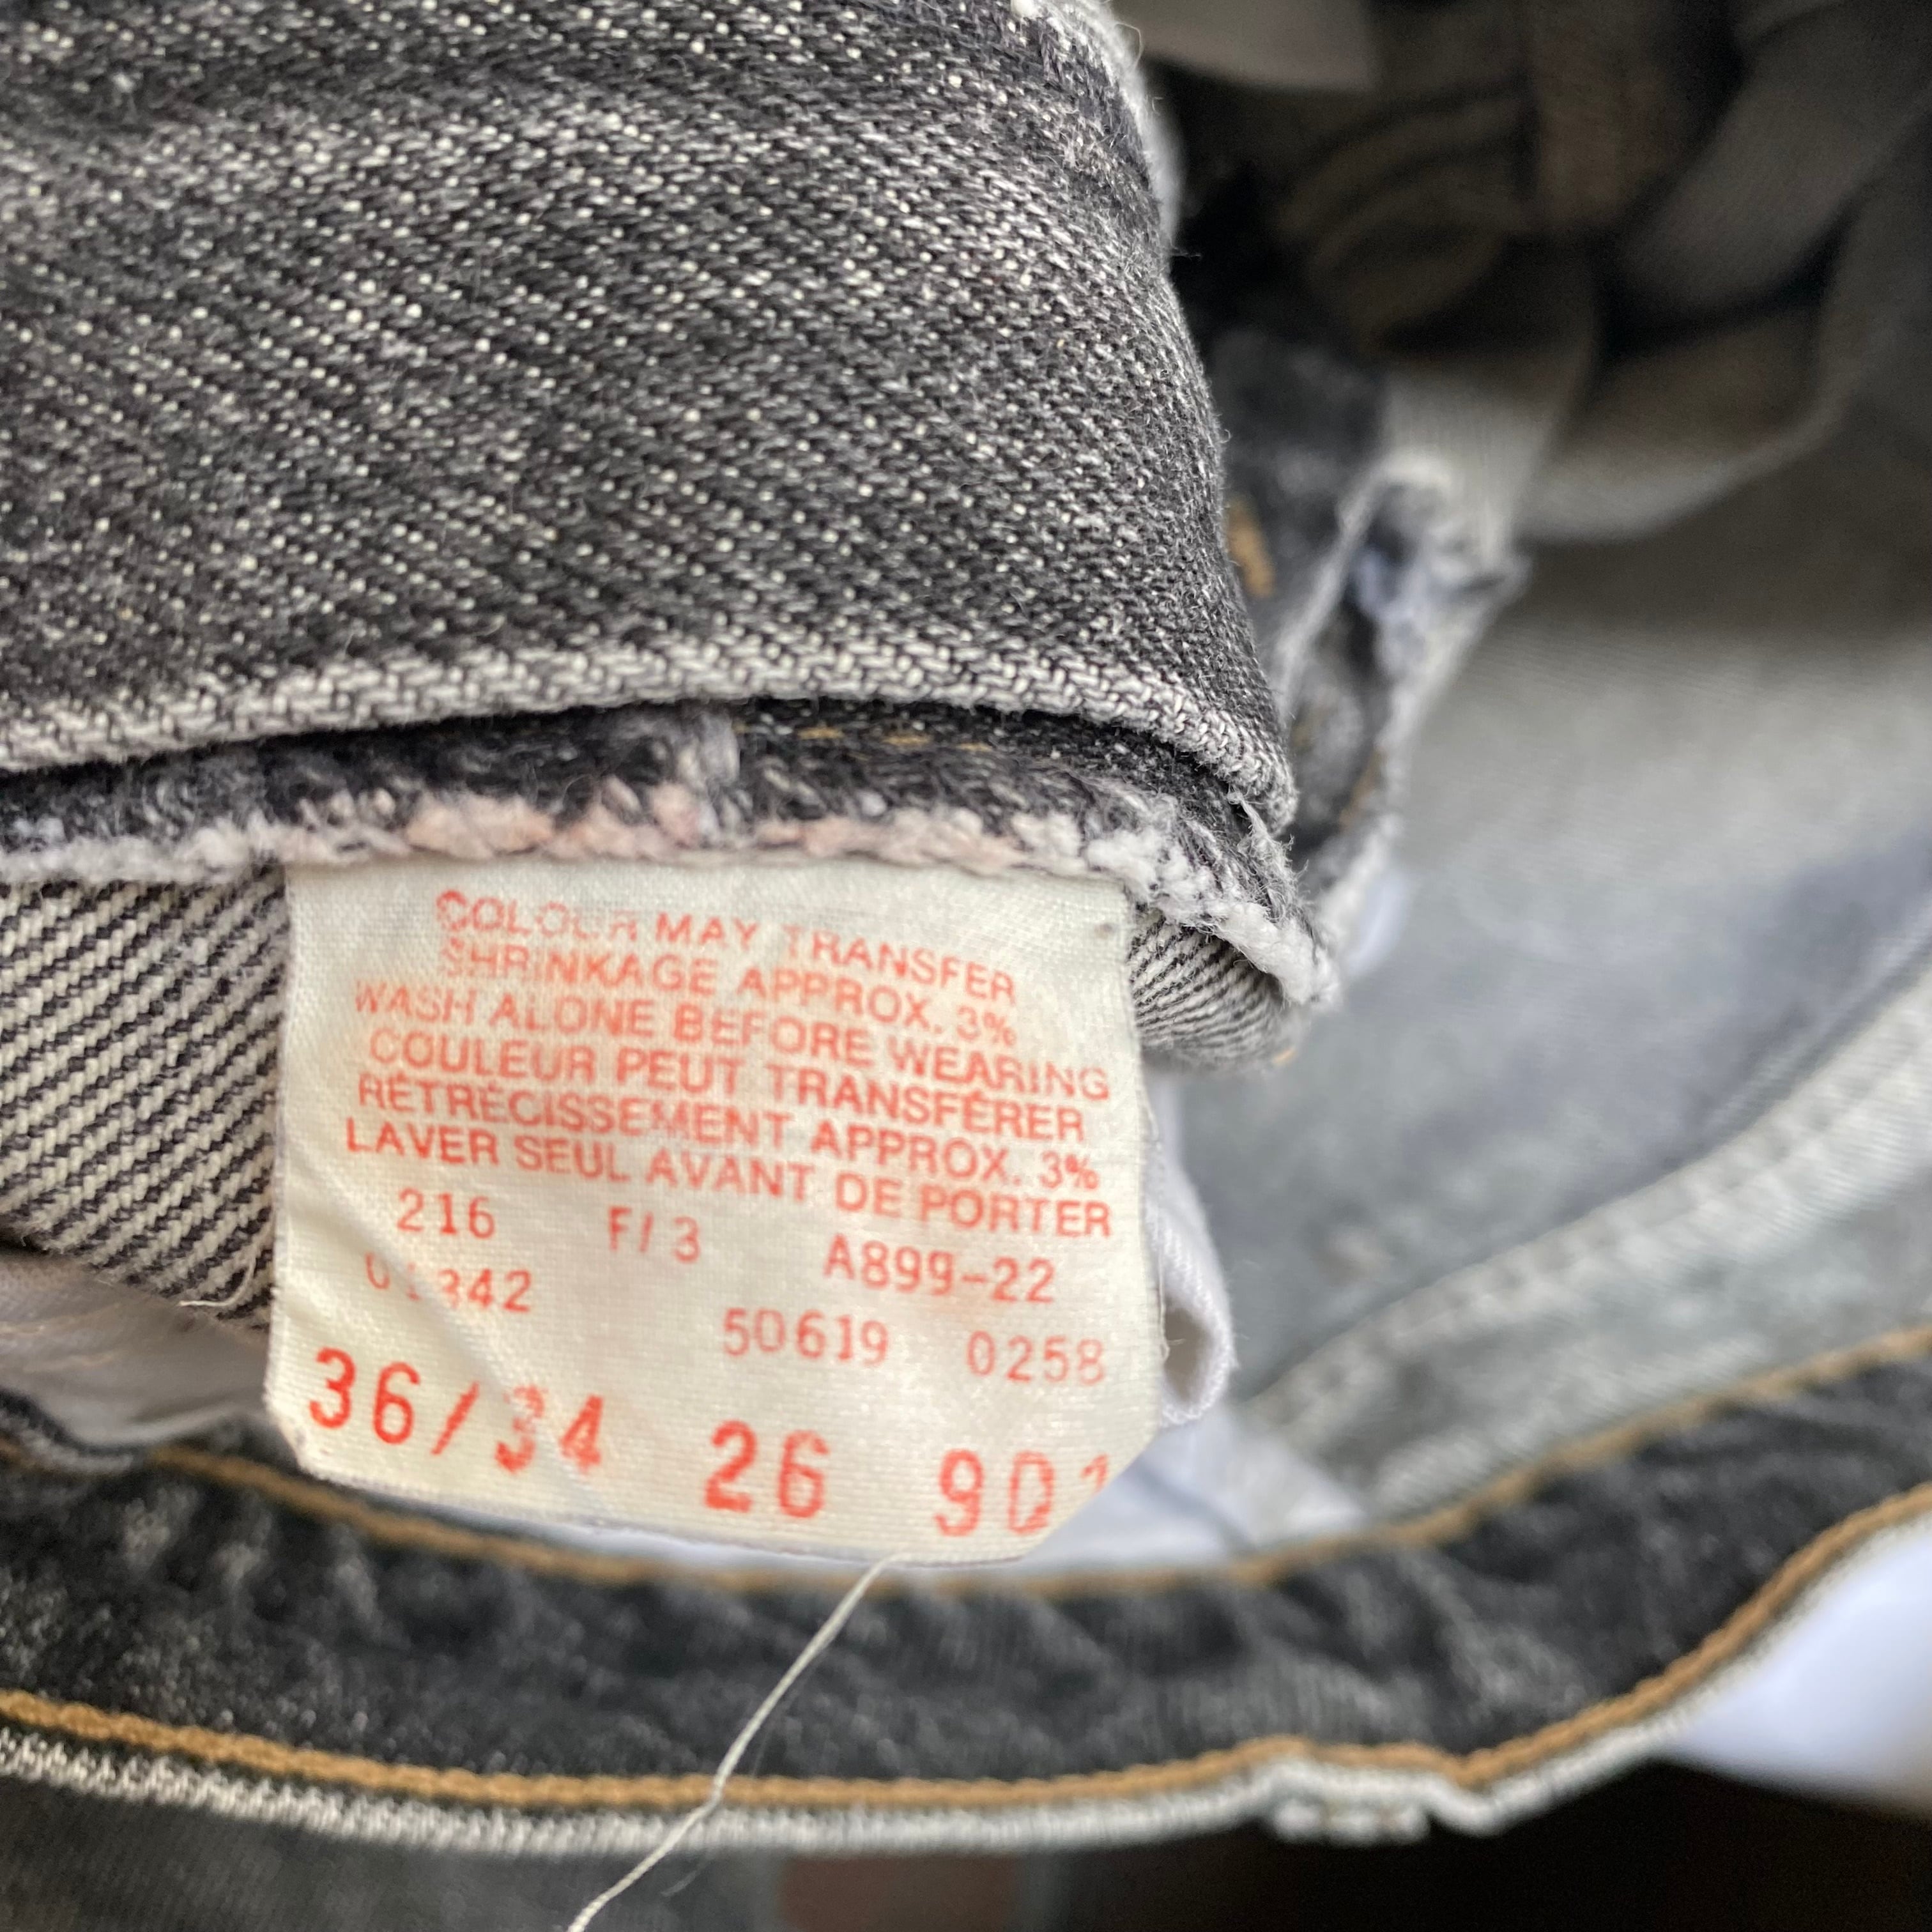 COLOUR MAY TRANSFER
SHRINKAGE APPROX. 3%
WASH ALONE BEFORE WEARING
COULEUR PEUT TRANSFÉRER
RÉTRÉCISSEMENT APPROX. 3%
LAVER SEUL AVANT DE PORTER
216 F/3 A899-22
50619 0258
36/34 26